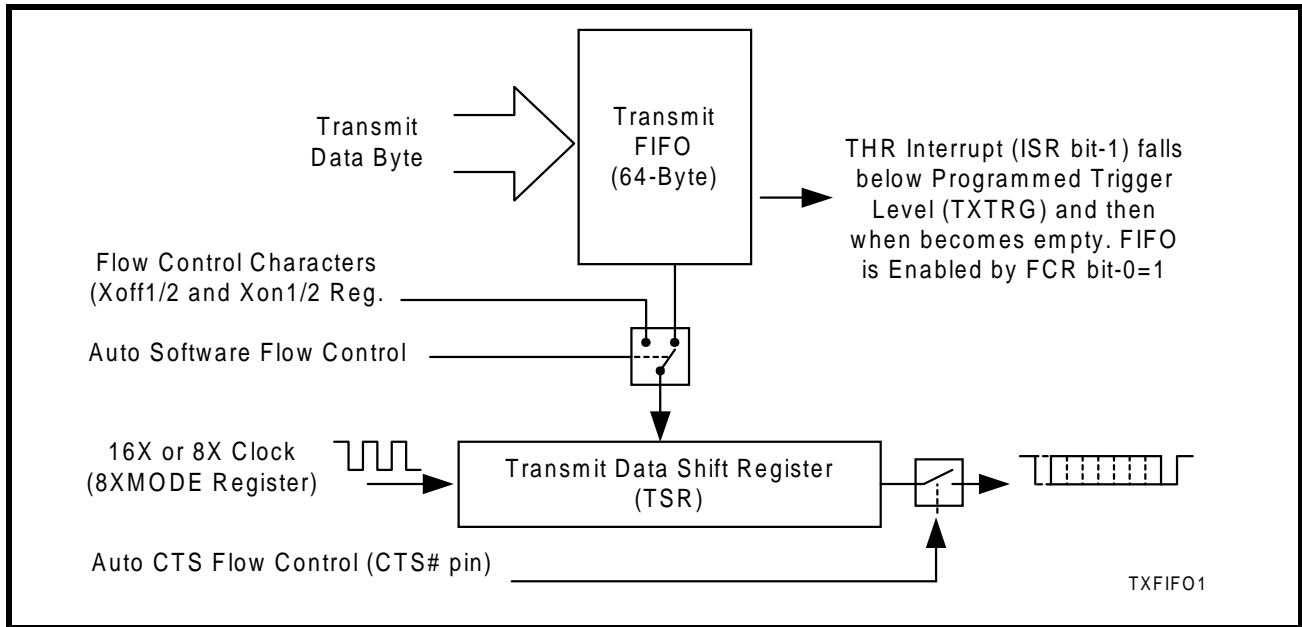 Transmit
Data Byte
Transmit
FIFO
(64-Byte)
THR Interrupt (ISR bit-1) falls
below Programmed Trigger
Level (TXTRG) and then
when becomes empty. FIFO
is Enabled by FCR bit-0=1
Flow Control Characters
(Xoff1/2 and Xon1/2 Reg.
Auto Software Flow Control
16X or 8X Clock
(8XMODE Register)
Transmit Data Shift Register
(TSR)
Auto CTS Flow Control (CTS# pin)
TXFIFO1